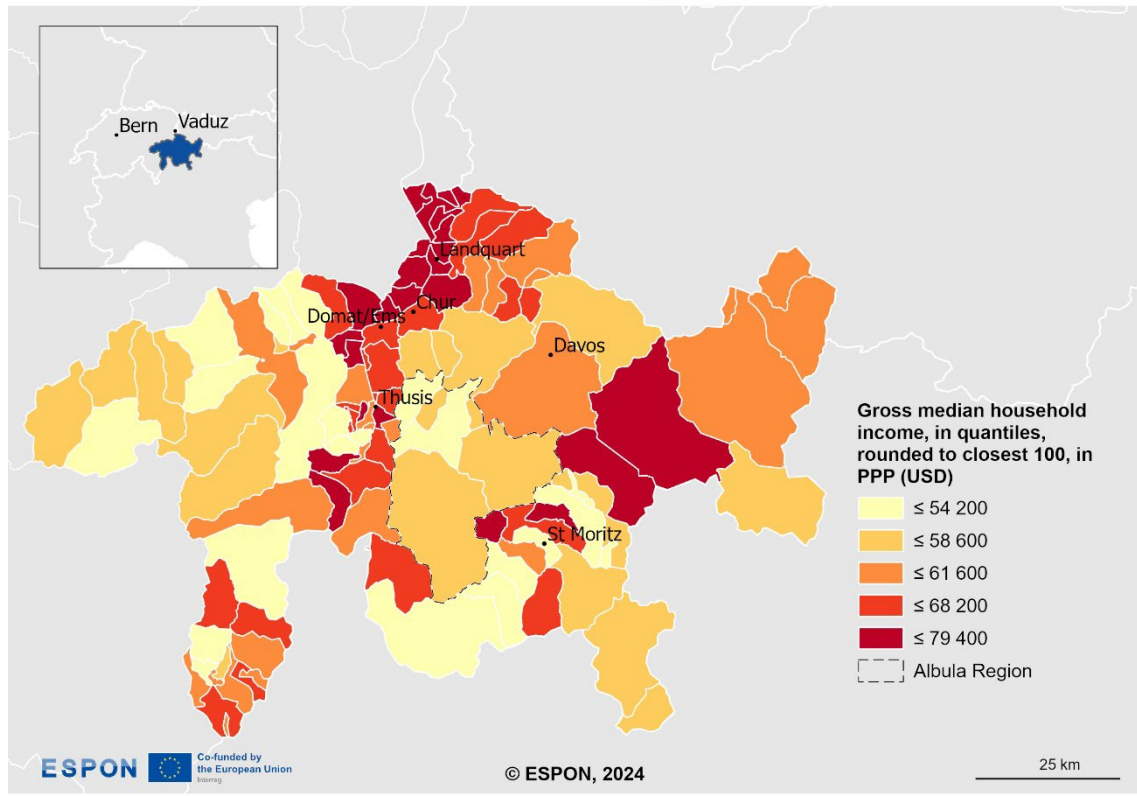 Bern
Vaduz
Landquart
Chur
Domat/Ems
Davos
Thusis
St Moritz
Gross median household
income, in quantiles,
rounded to closest 100, in
PPP (USD)
≤ 54 200
≤ 58 600
≤ 61 600
≤ 68 200
≤ 79 400
Albula Region
ESPON
Co-funded by
the European Union
Interreg
© ESPON, 2024
25 km